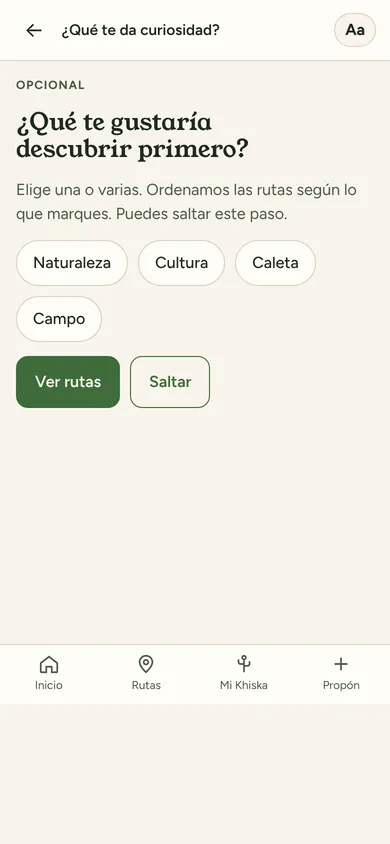 ¿Qué te da curiosidad?
Aa
OPCIONAL
¿Qué te gustaría
descubrir primero?
Elige una o varias. Ordenamos las rutas según lo
que marques. Puedes saltar este paso.
Naturaleza
Cultura
Caleta
Campo
Ver rutas
Saltar
Inicio
Rutas
Mi Khiska
Propón